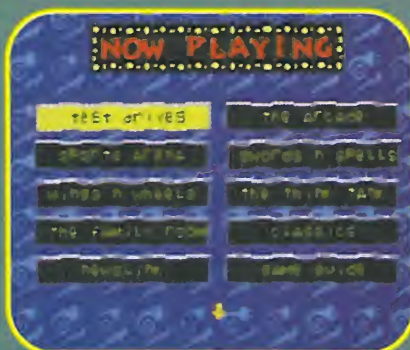 NOW PLAYING
test drives
the arcade
sports arena
swords n spells
wings n wheels
the think tank
the family room
classics
newslink
game guide